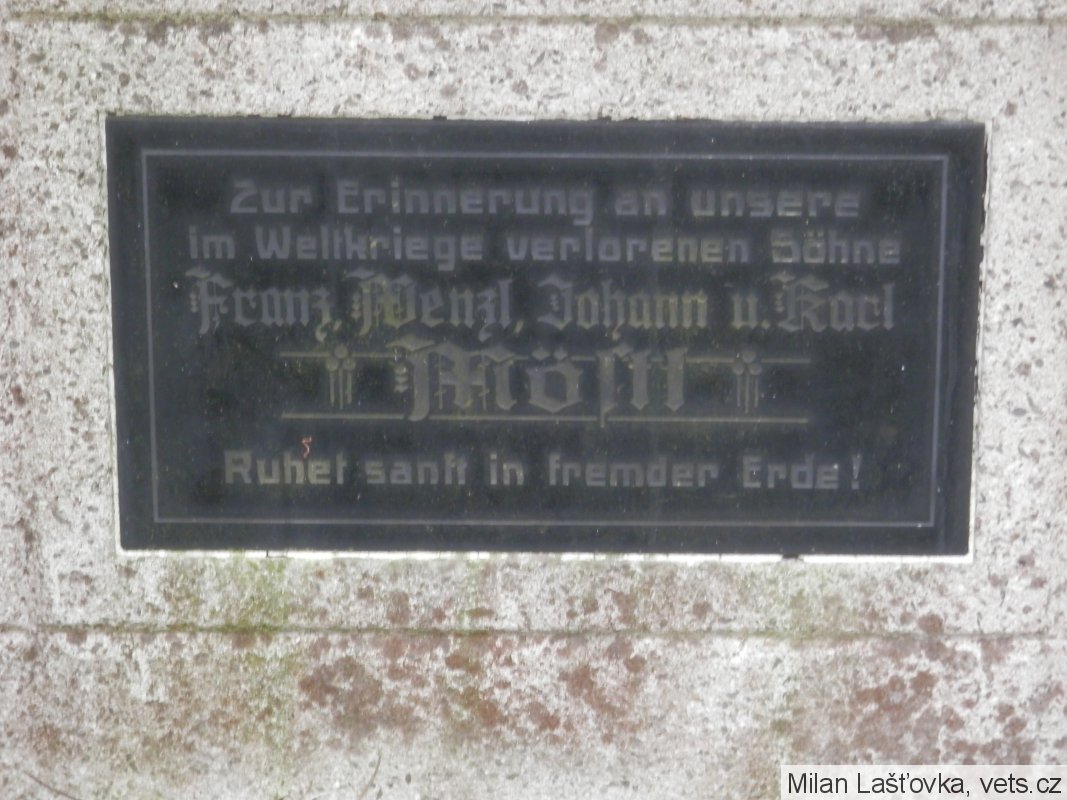 Zur Erinnerung an unsere
im Weltkriege verlorenen Söhne
Franz, Wenzl, Johann u. Karl
Möſtl
Ruhet sanft in fremder Erde!
Milan Lašťovka, vets.cz